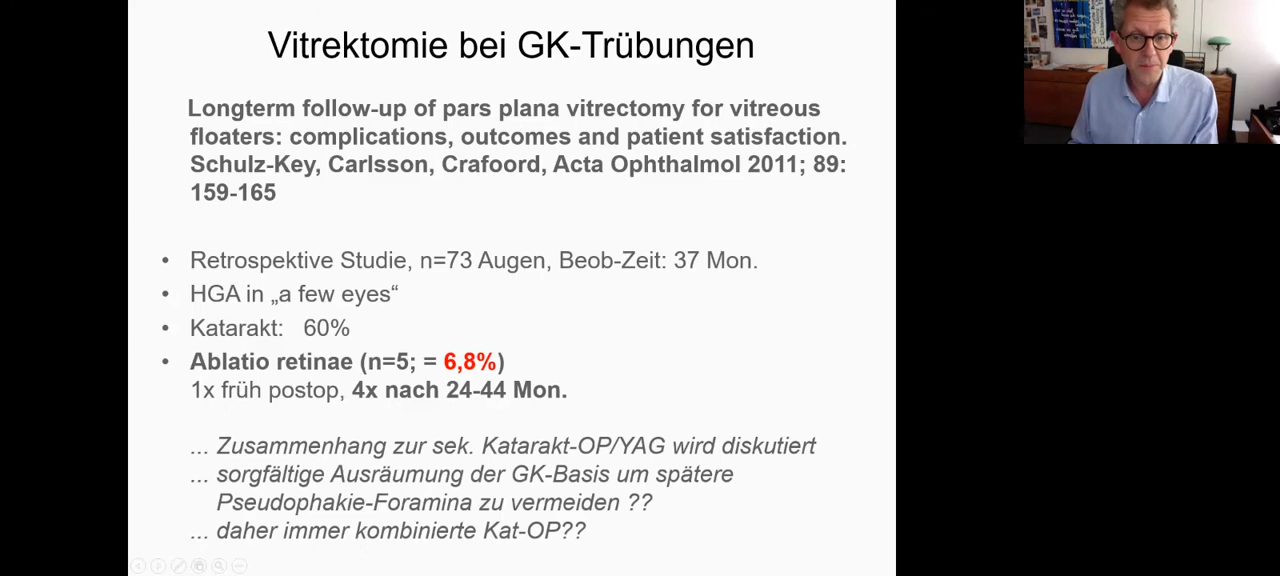 Vitrektomie bei GK-Trübungen
Longterm follow-up of pars plana vitrectomy for vitreous
floaters: complications, outcomes and patient satisfaction.
Schulz-Key, Carlsson, Crafoord, Acta Ophthalmol 2011; 89:
159-165
• Retrospektive Studie, n=73 Augen, Beob-Zeit: 37 Mon.
• HGA in „a few eyes“
• Katarakt: 60%
• Ablatio retinae (n=5; = 6,8%)
1x früh postop, 4x nach 24-44 Mon.
... Zusammenhang zur sek. Katarakt-OP/YAG wird diskutiert
... sorgfältige Ausräumung der GK-Basis um spätere
Pseudophakie-Foramina zu vermeiden ??
... daher immer kombinierte Kat-OP??